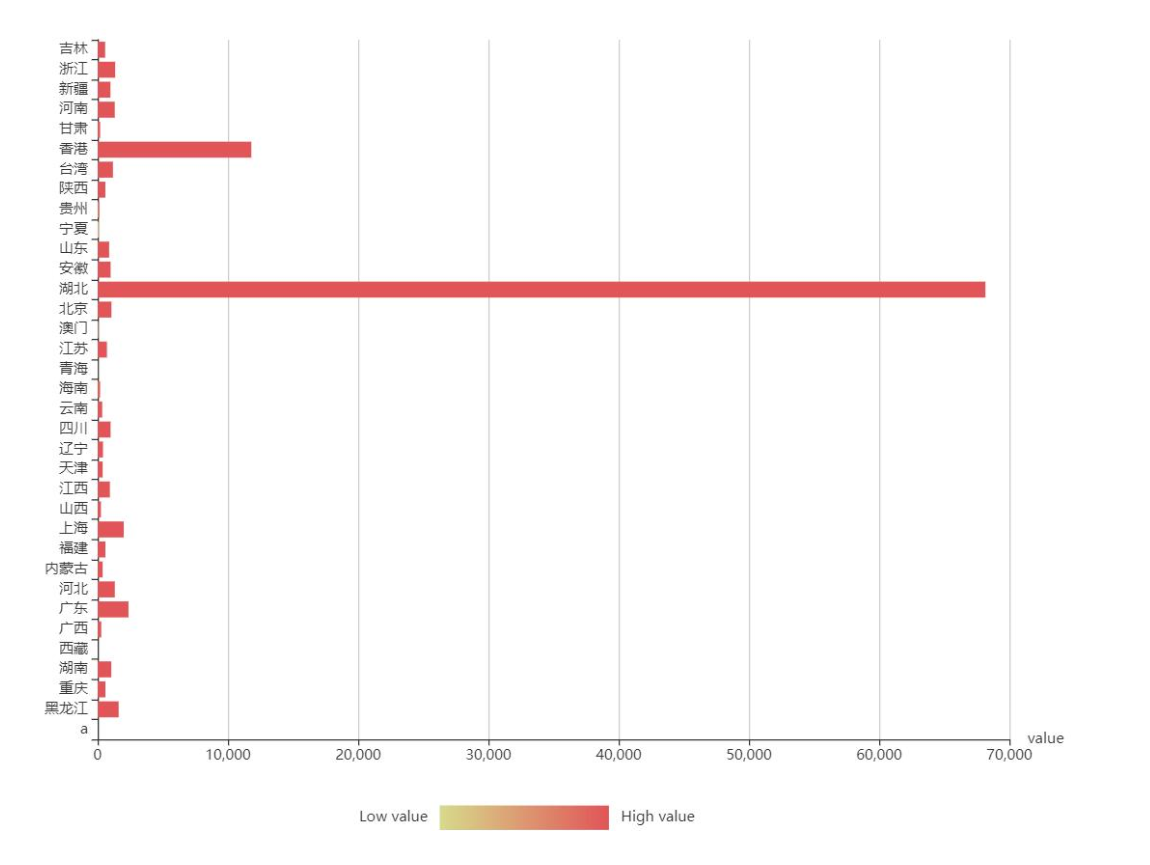 吉林
浙江
新疆
河南
甘肃
香港
台湾
陕西
贵州
宁夏
山东
安徽
湖北
北京
澳门
江苏
青海
海南
云南
四川
辽宁
天津
江西
山西
上海
福建
内蒙古
河北
广东
广西
西藏
湖南
重庆
黑龙江
a
value
0 10,000 20,000 30,000 40,000 50,000 60,000 70,000
Low value High value